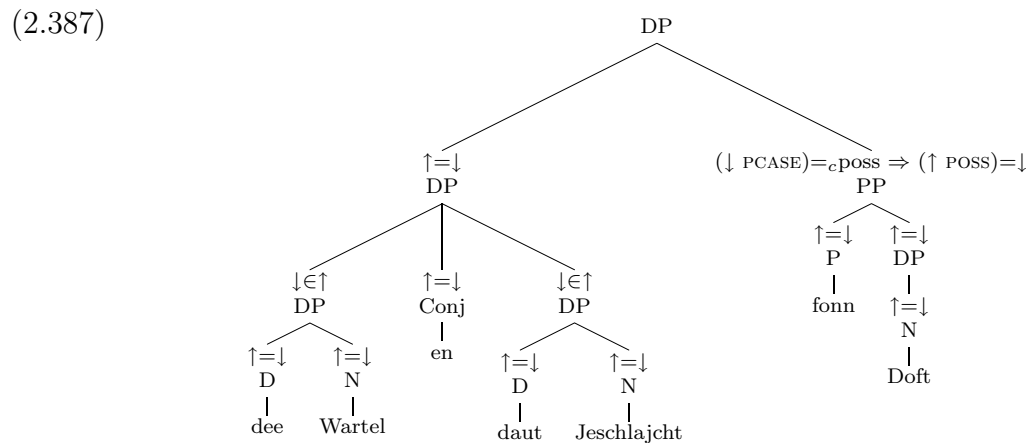 (2.387)
DP
↑=↓ (↓ PCASE)=cposs ⇒ (↑ POSS)=↓
DP PP
↑=↓ ↑=↓
P DP
↓∈↑ ↑=↓ ↓∈↑
DP Conj DP
fonn ↑=↓
en N
↑=↓ ↑=↓ ↑=↓ ↑=↓
D N D N
Doft
dee Wartel daut Jeschlajcht